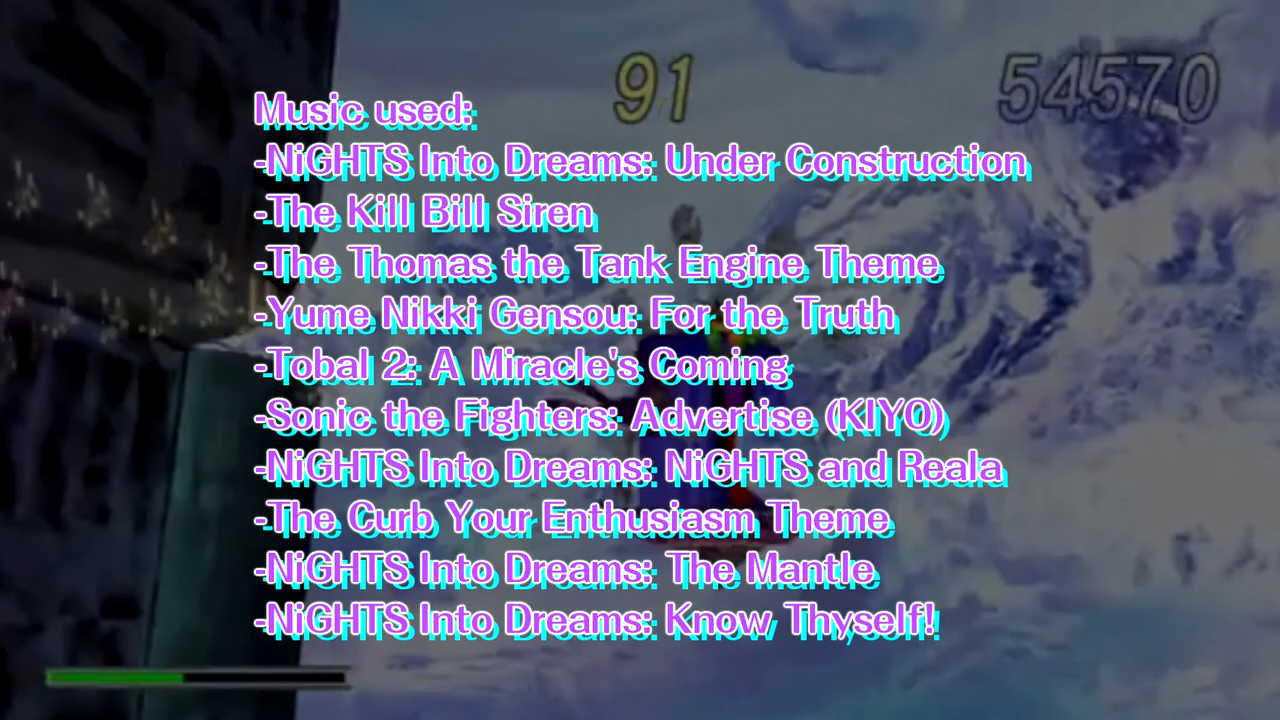 91
54570
Music used:
-NiGHTS Into Dreams: Under Construction
-The Kill Bill Siren
-The Thomas the Tank Engine Theme
-Yume Nikki Gensou: For the Truth
-Tobal 2: A Miracle's Coming
-Sonic the Fighters: Advertise (KIYO)
-NiGHTS Into Dreams: NiGHTS and Reala
-The Curb Your Enthusiasm Theme
-NiGHTS Into Dreams: The Mantle
-NiGHTS Into Dreams: Know Thyself!